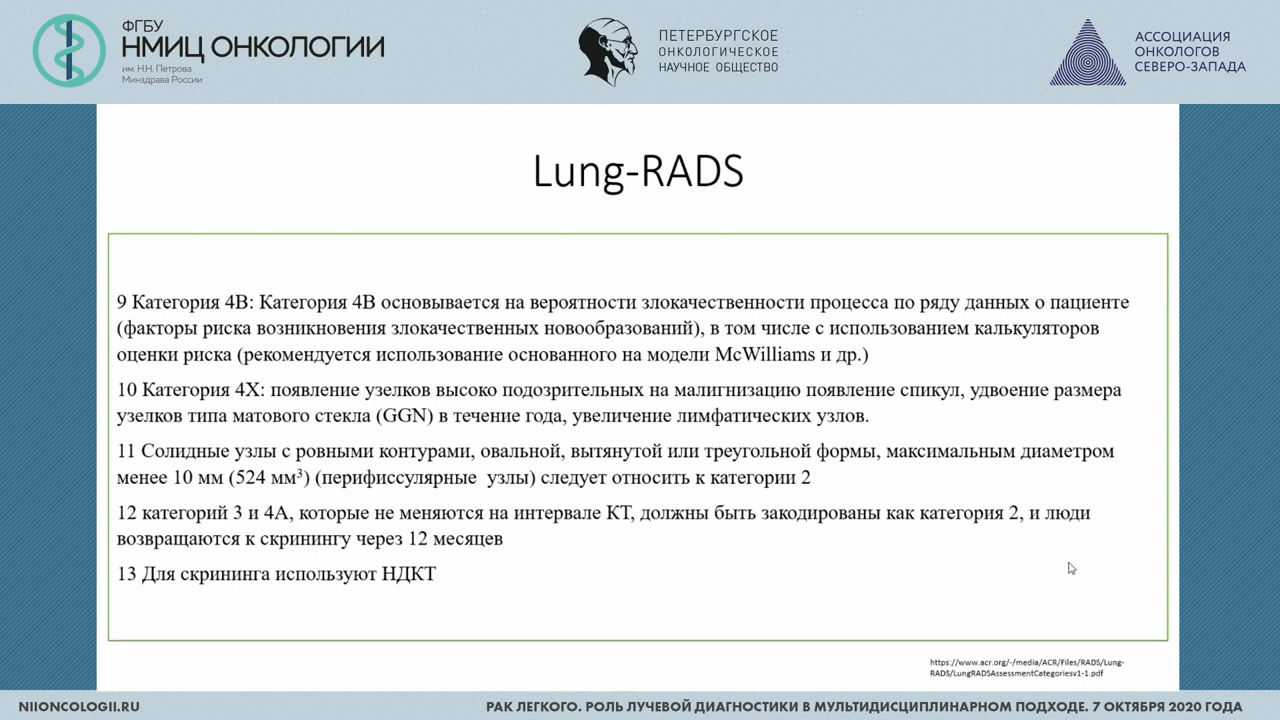 ФГБУ
НМИЦ ОНКОЛОГИИ
им. Н.Н. Петрова
Минздрава России
ПЕТЕРБУРГСКОЕ
ОНКОЛОГИЧЕСКОЕ
НАУЧНОЕ ОБЩЕСТВО
АССОЦИАЦИЯ
ОНКОЛОГОВ
СЕВЕРО-ЗАПАДА
Lung-RADS
9 Категория 4B: Категория 4B основывается на вероятности злокачественности процесса по ряду данных о пациенте
(факторы риска возникновения злокачественных новообразований), в том числе с использованием калькуляторов
оценки риска (рекомендуется использование основанного на модели McWilliams и др.)
10 Категория 4X: появление узелков высоко подозрительных на малигнизацию появление спикул, удвоение размера
узелков типа матового стекла (GGN) в течение года, увеличение лимфатических узлов.
11 Солидные узлы с ровными контурами, овальной, вытянутой или треугольной формы, максимальным диаметром
менее 10 мм (524 мм³) (перифиссулярные узлы) следует относить к категории 2
12 категорий 3 и 4A, которые не меняются на интервале КТ, должны быть закодированы как категория 2, и люди
возвращаются к скринингу через 12 месяцев
13 Для скрининга используют НДКТ
https://www.acr.org/-/media/ACR/Files/RADS/Lung-
RADS/LungRADSAssessmentCategoriesv1-1.pdf
NIIONCOLOGII.RU
РАК ЛЕГКОГО. РОЛЬ ЛУЧЕВОЙ ДИАГНОСТИКИ В МУЛЬТИДИСЦИПЛИНАРНОМ ПОДХОДЕ. 7 ОКТЯБРЯ 2020 ГОДА